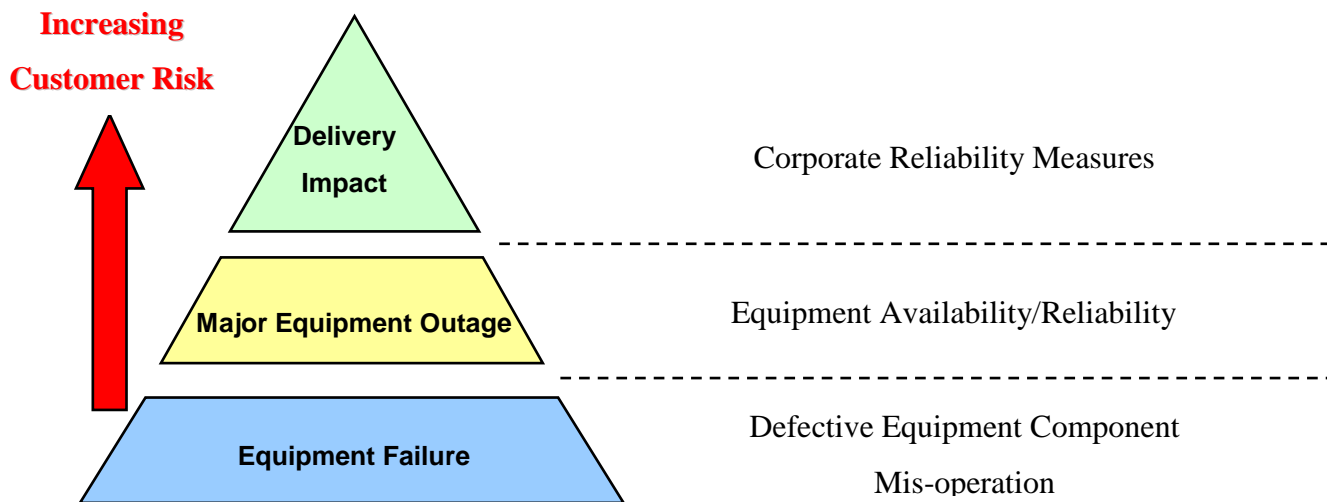 Increasing
Customer Risk
Delivery
Impact
Corporate Reliability Measures
Major Equipment Outage
Equipment Availability/Reliability
Equipment Failure
Defective Equipment Component
Mis-operation